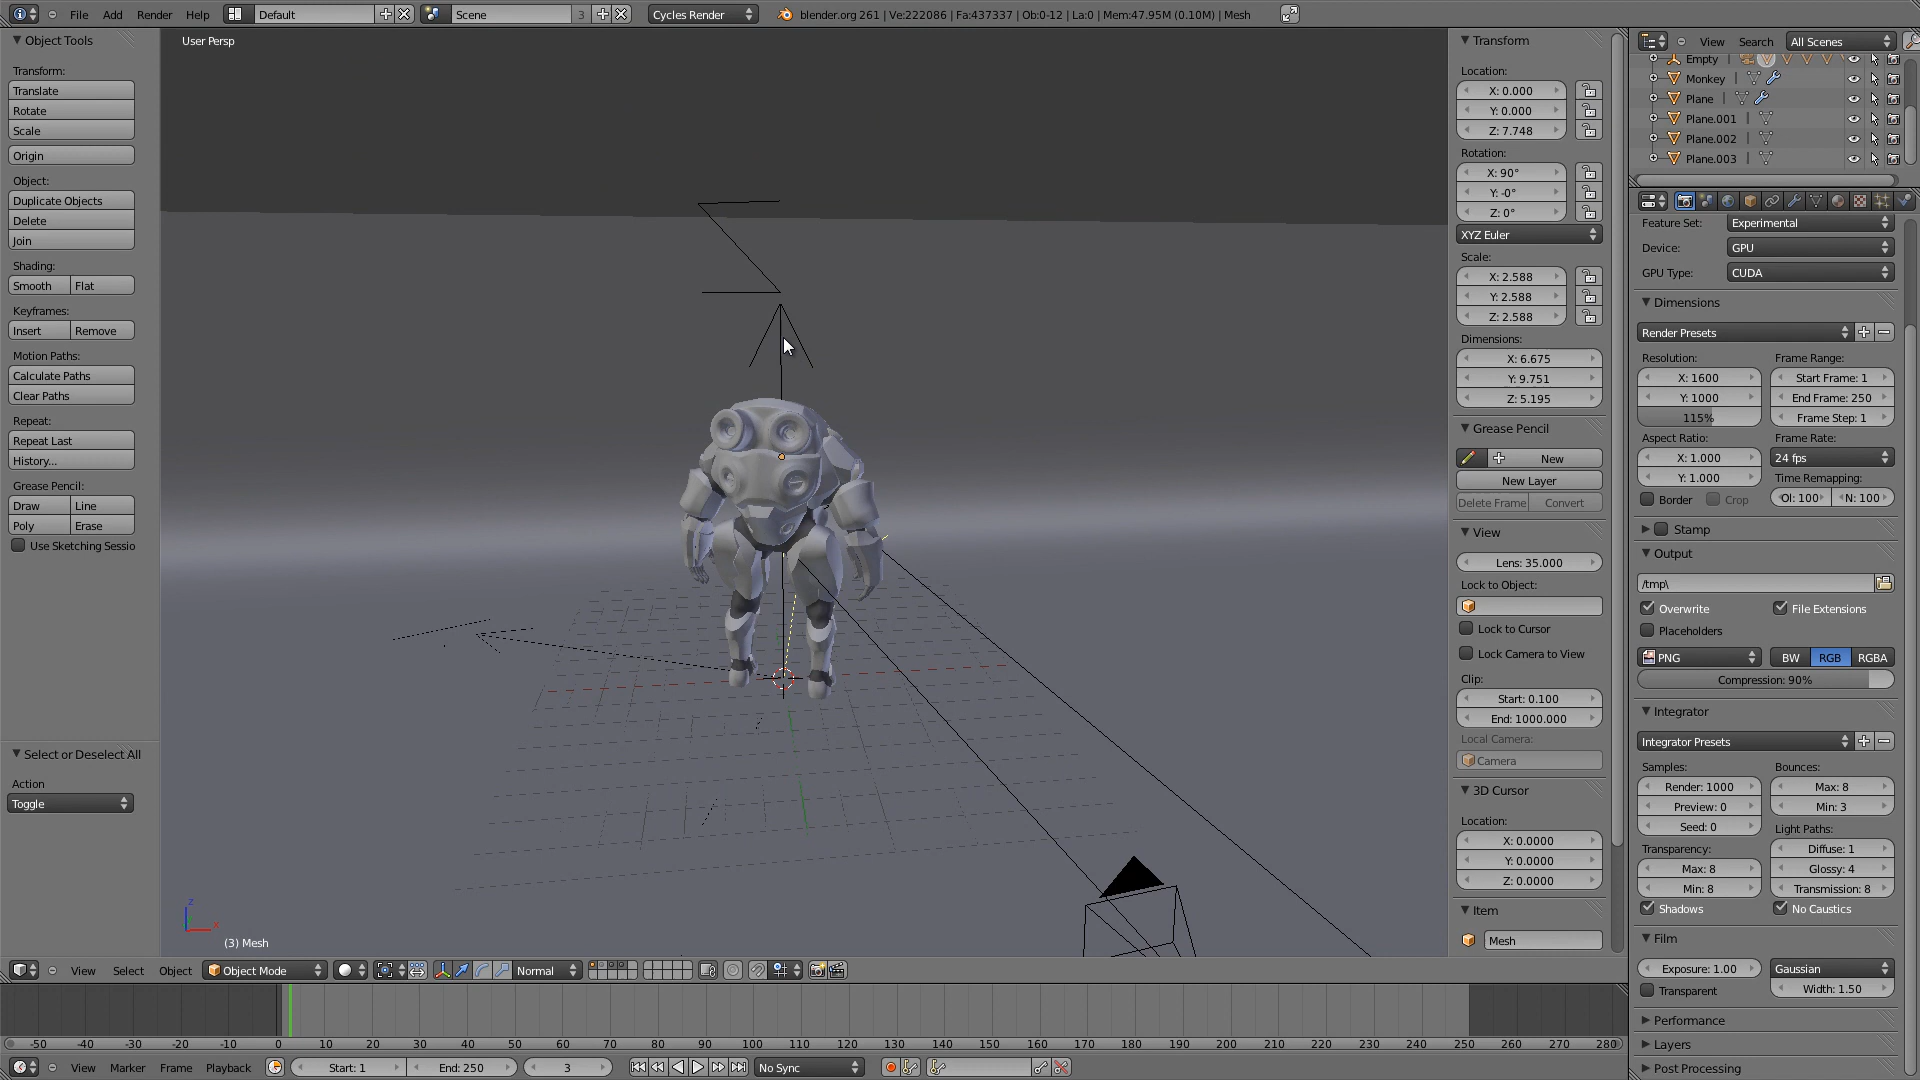 File Add Render Help Default Scene 3 Cycles Render blender.org 261 | Ve:222086 | Fa:437337 | Ob:0-12 | La:0 | Mem:47.95M (0.10M) | Mesh
Object Tools
Transform:
Translate
Rotate
Scale
Origin
Object:
Duplicate Objects
Delete
Join
Shading:
Smooth Flat
Keyframes:
Insert Remove
Motion Paths:
Calculate Paths
Clear Paths
Repeat:
Repeat Last
History...
Grease Pencil:
Draw Line
Poly Erase
Use Sketching Sessio
Select or Deselect All
Action
Toggle
User Persp
z
x
(3) Mesh
Transform
Location:
X: 0.000
Y: 0.000
Z: 7.748
Rotation:
X: 90°
Y: -0°
Z: 0°
XYZ Euler
Scale:
X: 2.588
Y: 2.588
Z: 2.588
Dimensions:
X: 6.675
Y: 9.751
Z: 5.195
Grease Pencil
New
New Layer
Delete Frame Convert
View
Lens: 35.000
Lock to Object:
Lock to Cursor
Lock Camera to View
Clip:
Start: 0.100
End: 1000.000
Local Camera:
Camera
3D Cursor
Location:
X: 0.0000
Y: 0.0000
Z: 0.0000
Item
Mesh
View Search All Scenes
Empty
Monkey
Plane
Plane.001
Plane.002
Plane.003
Feature Set: Experimental
Device: GPU
GPU Type: CUDA
Dimensions
Render Presets
Resolution: Frame Range:
X: 1600 Start Frame: 1
Y: 1000 End Frame: 250
115% Frame Step: 1
Aspect Ratio: Frame Rate:
X: 1.000 24 fps
Y: 1.000 Time Remapping:
Border Crop Ol: 100 N: 100
Stamp
Output
/tmp\
Overwrite File Extensions
Placeholders
PNG BW RGB RGBA
Compression: 90%
Integrator
Integrator Presets
Samples: Bounces:
Render: 1000 Max: 8
Preview: 0 Min: 3
Seed: 0 Light Paths:
Transparency: Diffuse: 1
Max: 8 Glossy: 4
Min: 8 Transmission: 8
Shadows No Caustics
Film
Exposure: 1.00 Gaussian
Transparent Width: 1.50
Performance
Layers
Post Processing
View Select Object Object Mode Normal
-50 -40 -30 -20 -10 0 10 20 30 40 50 60 70 80 90 100 110 120 130 140 150 160 170 180 190 200 210 220 230 240 250 260 270 280
View Marker Frame Playback Start: 1 End: 250 3 No Sync